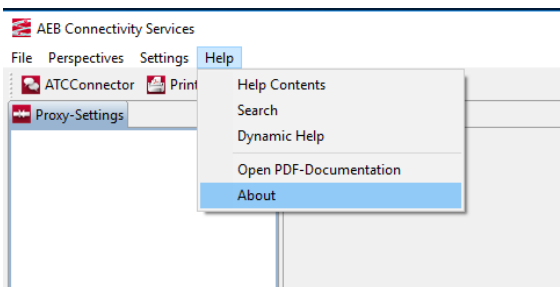 AEB Connectivity Services
File Perspectives Settings Help
ATCConnector Print
Proxy-Settings
Help Contents
Search
Dynamic Help
Open PDF-Documentation
About